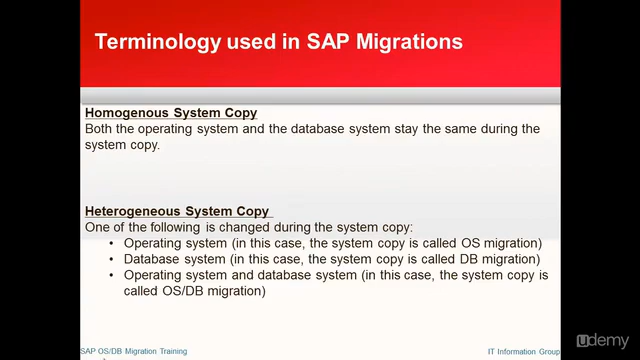 Terminology used in SAP Migrations
Homogenous System Copy
Both the operating system and the database system stay the same during the
system copy.
Heterogeneous System Copy
One of the following is changed during the system copy:
• Operating system (in this case, the system copy is called OS migration)
• Database system (in this case, the system copy is called DB migration)
• Operating system and database system (in this case, the system copy is
called OS/DB migration)
SAP OS/DB Migration Training
IT Information Group
udemy